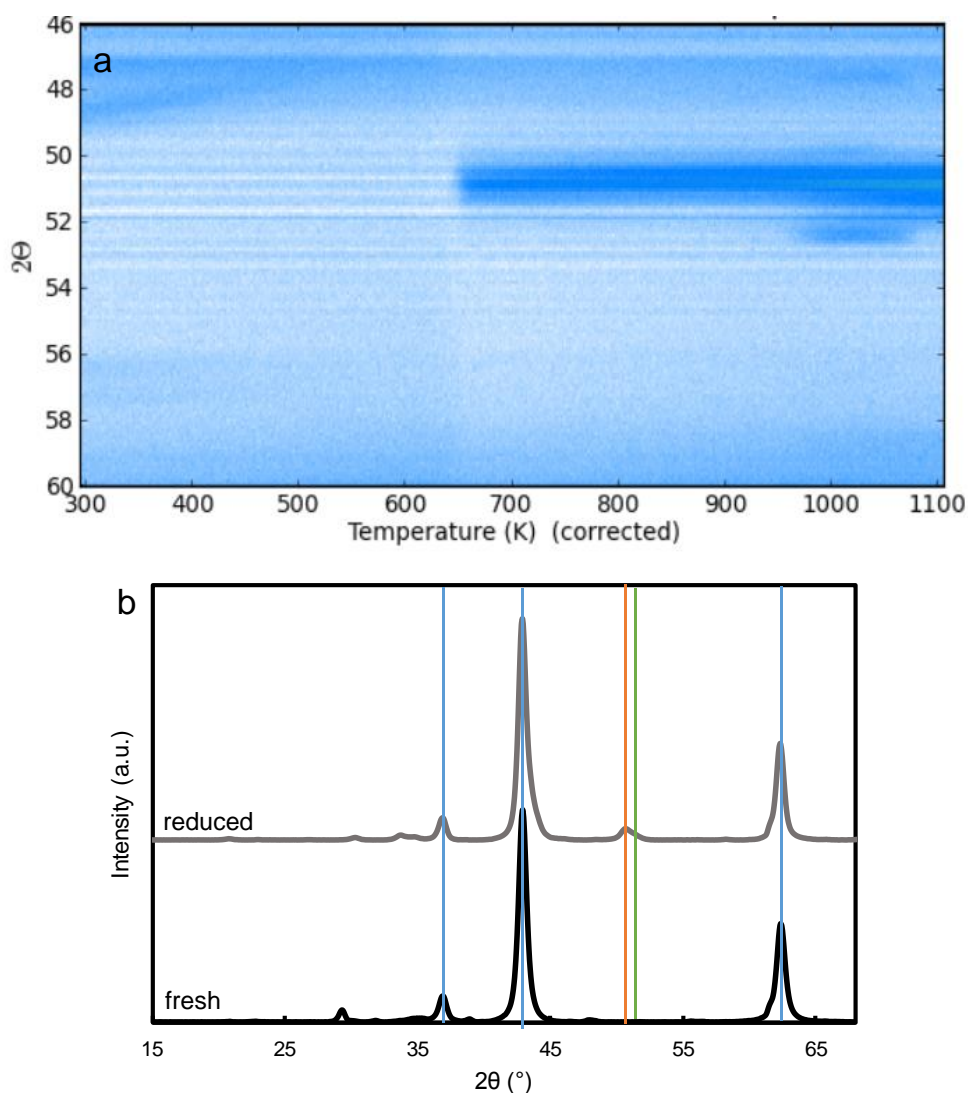 a
46
48
50
52
54
56
58
60
2Θ
300 400 500 600 700 800 900 1000 1100
Temperature (K) (corrected)
b
Intensity (a.u.)
reduced
fresh
15 25 35 45 55 65
2θ (°)